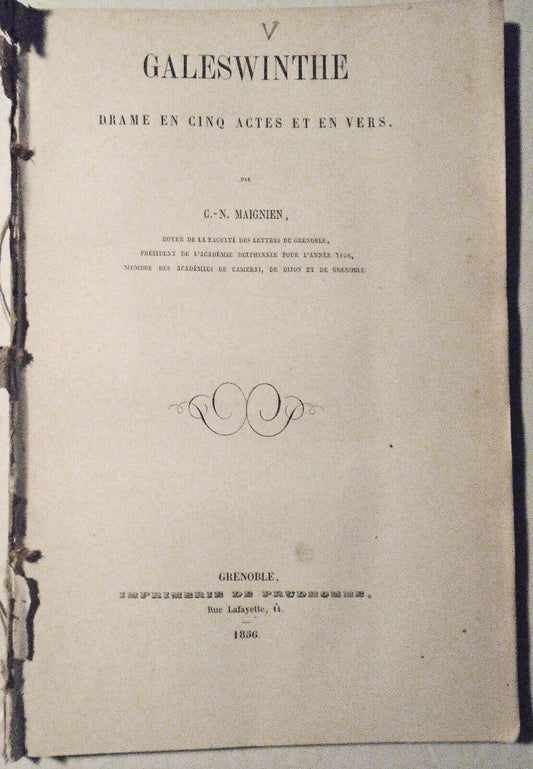 V
GALESWINTHE
DRAME EN CINQ ACTES ET EN VERS.
PAR
C.-N. MAIGNIEN,
DOYEN DE LA FACULTÉ DES LETTRES DE GRENOBLE,
PRÉSIDENT DE L'ACADÉMIE DELPHINALE POUR L'ANNÉE 1856,
MEMBRE DES ACADÉMIES DE CAMBRAI, DE DIJON ET DE GRENOBLE.
GRENOBLE,
IMPRIMERIE DE PRUDHOMME,
Rue Lafayette, 14.
1856